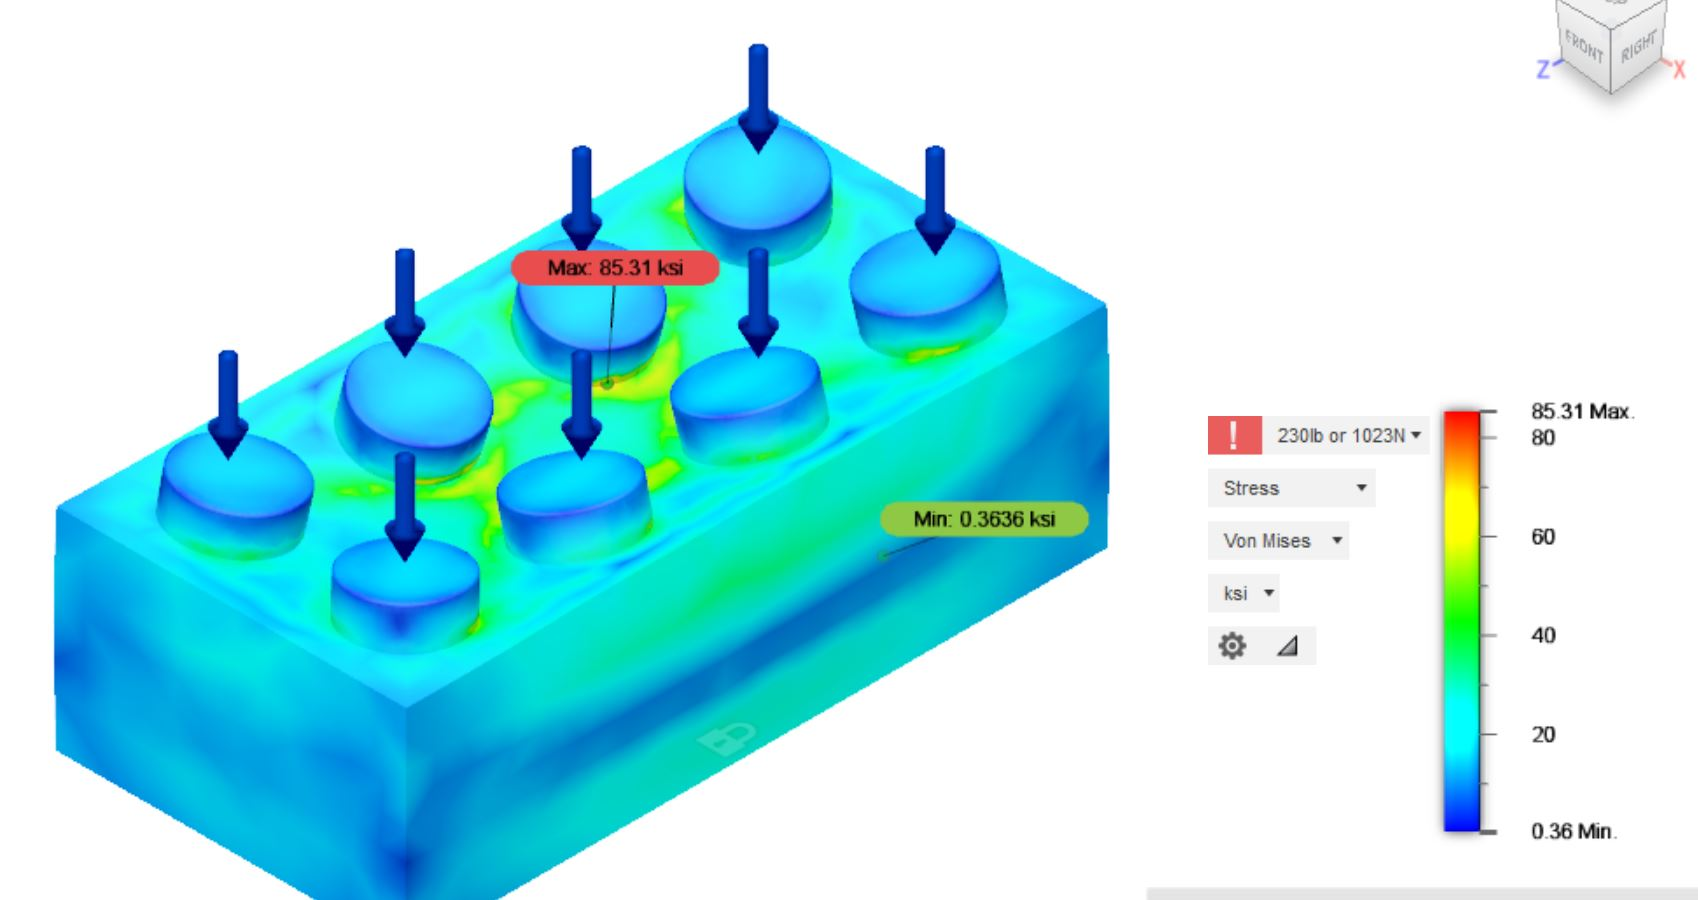 FRONT
RIGHT
Z
X
Max: 85.31 ksi
Min: 0.3636 ksi
! 230lb or 1023N
Stress
Von Mises
ksi
85.31 Max.
80
60
40
20
0.36 Min.